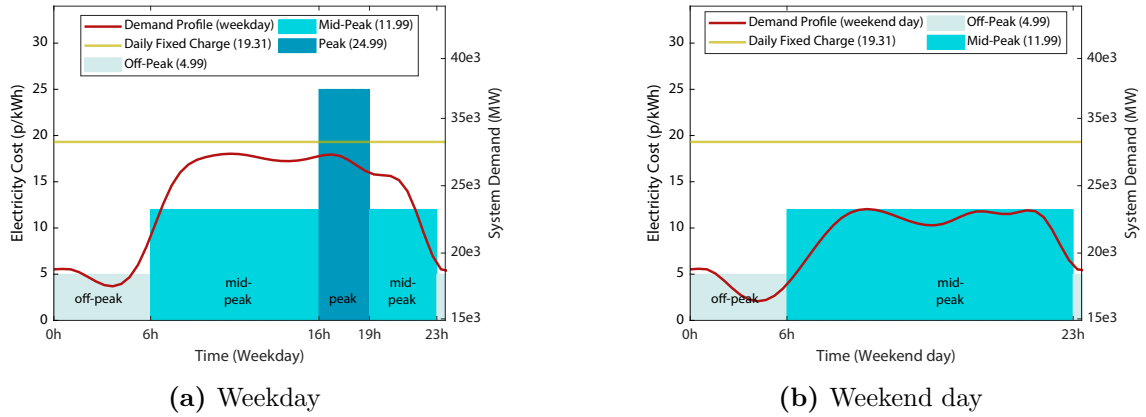 Demand Profile (weekday)
Mid-Peak (11.99)
Daily Fixed Charge (19.31)
Peak (24.99)
Off-Peak (4.99)
Electricity Cost (p/kWh)
30
25
20
15
10
5
0
40e3
35e3
25e3
20e3
15e3
System Demand (MW)
off-peak
mid-
peak
peak
mid-
peak
0h
6h
16h
19h
23h
Time (Weekday)
(a) Weekday
Demand Profile (weekend day)
Off-Peak (4.99)
Daily Fixed Charge (19.31)
Mid-Peak (11.99)
Electricity Cost (p/kWh)
30
25
20
15
10
5
0
40e3
35e3
25e3
20e3
15e3
System Demand (MW)
off-peak
mid-
peak
0h
6h
23h
Time (Weekend day)
(b) Weekend day